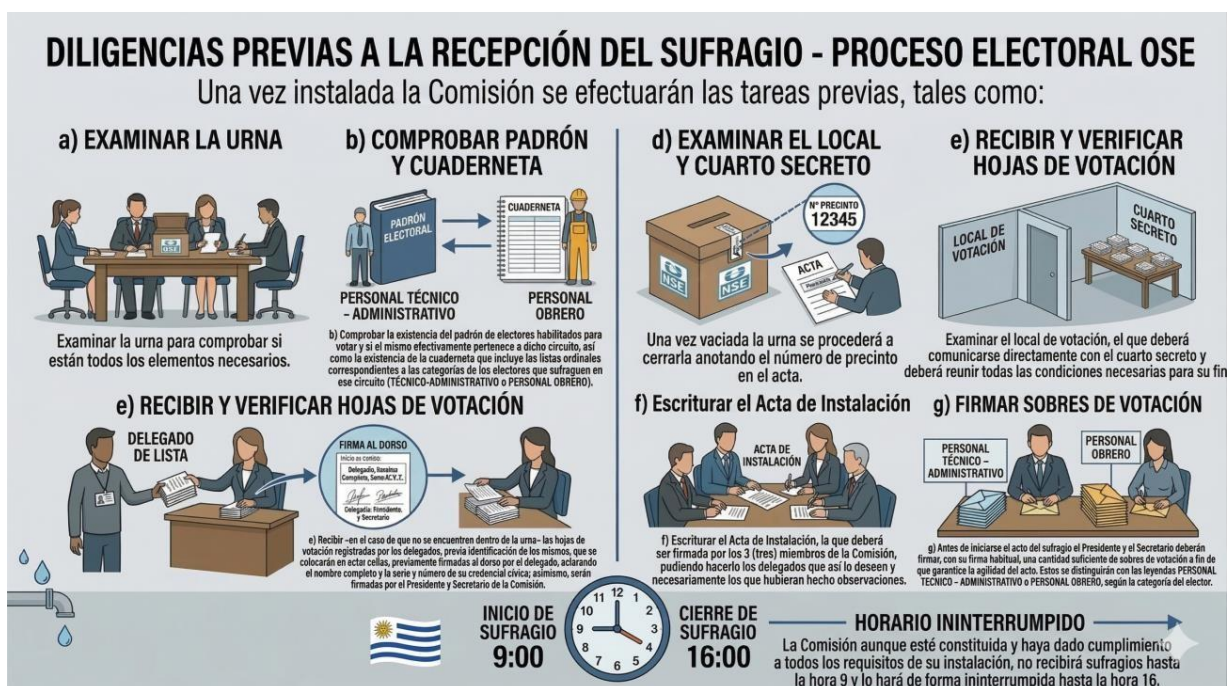 DILIGENCIAS PREVIAS A LA RECEPCIÓN DEL SUFRAGIO - PROCESO ELECTORAL OSE
Una vez instalada la Comisión se efectuarán las tareas previas, tales como:
a) EXAMINAR LA URNA
OSE
Examinar la urna para comprobar si
están todos los elementos necesarios.
b) COMPROBAR PADRÓN
Y CUADERNETA
PADRÓN
ELECTORAL
CUADERNETA
PERSONAL TÉCNICO
– ADMINISTRATIVO
PERSONAL
OBRERO
b) Comprobar la existencia del padrón de electores habilitados para
votar y si el mismo efectivamente pertenece a dicho circuito, así
como la existencia de la cuaderneta que incluye las listas ordinales
correspondientes a las categorías de los electores que sufraguen en
ese circuito (TÉCNICO-ADMINISTRATIVO o PERSONAL OBRERO).
d) EXAMINAR EL LOCAL
Y CUARTO SECRETO
Nº PRECINTO
12345
ACTA
NSE
NSE
Una vez vaciada la urna se procederá a
cerrarla anotando el número de precinto
en el acta.
e) RECIBIR Y VERIFICAR
HOJAS DE VOTACIÓN
LOCAL DE
VOTACIÓN
CUARTO
SECRETO
Examinar el local de votación, el que deberá
comunicarse directamente con el cuarto secreto y
deberá reunir todas las condiciones necesarias para su fin
e) RECIBIR Y VERIFICAR HOJAS DE VOTACIÓN
DELEGADO
DE LISTA
FIRMA AL DORSO
e) Recibir –en el caso de que no se encuentren dentro de la urna– las hojas de
votación registradas por los delegados, previa identificación de los mismos, que se
colocarán en ectar cellas, previamente firmadas al dorso por el delegado, aclarando
el nombre completo y la serie y número de su credencial cívica; asimismo, serán
firmadas por el Presidente y Secretario de la Comisión.
f) Escriturar el Acta de Instalación
ACTA DE
INSTALACIÓN
f) Escriturar el Acta de Instalación, la que deberá
ser firmada por los 3 (tres) miembros de la Comisión,
pudiendo hacerlo los delegados que así lo deseen y
necesariamente los que hubieran hecho observaciones.
g) FIRMAR SOBRES DE VOTACIÓN
PERSONAL
TÉCNICO –
ADMINISTRATIVO
PERSONAL
OBRERO
g) Antes de iniciarse el acto del sufragio el Presidente y el Secretario deberán
firmar, con su firma habitual, una cantidad suficiente de sobres de votación a fin de
que garantice la agilidad del acto. Estos se distinguirán con las leyendas PERSONAL
TECNICO – ADMINISTRATIVO o PERSONAL OBRERO, según la categoría del elector.
INICIO DE
SUFRAGIO
9:00
12
1
2
3
4
5
6
7
8
9
10
11
CIERRE DE
SUFRAGIO
16:00
HORARIO ININTERRUMPIDO
La Comisión aunque esté constituida y haya dado cumplimiento
a todos los requisitos de su instalación, no recibirá sufragios hasta
la hora 9 y lo hará de forma ininterrumpida hasta la hora 16.